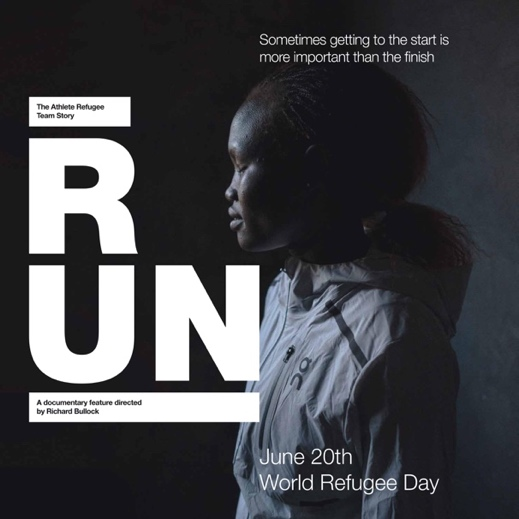 Sometimes getting to the start is
more important than the finish
The Athlete Refugee
Team Story
R
UN
A documentary feature directed
by Richard Bullock
on
June 20th
World Refugee Day